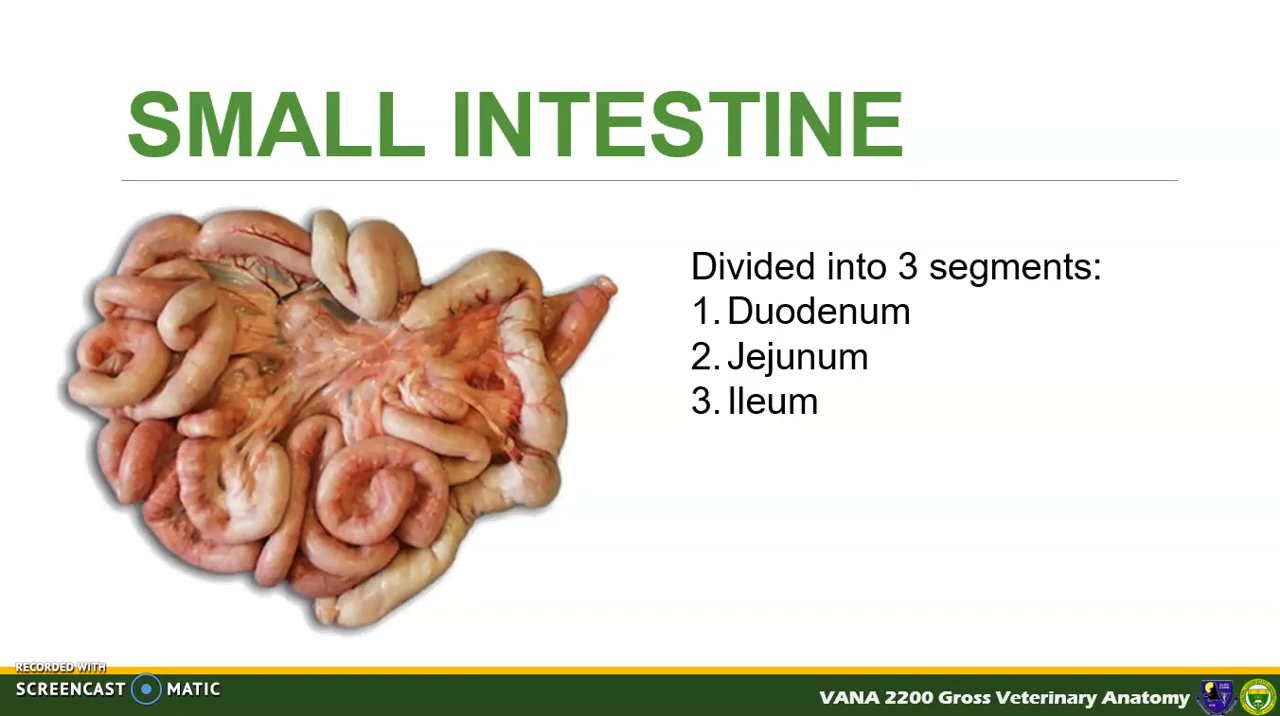 SMALL INTESTINE
Divided into 3 segments:
1. Duodenum
2. Jejunum
3. Ileum
RECORDED WITH
SCREENCAST MATIC
VANA 2200 Gross Veterinary Anatomy